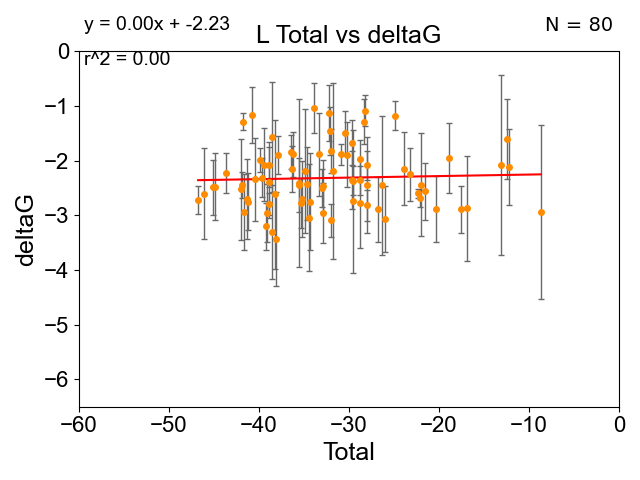 y = 0.00x + -2.23
N = 80
L Total vs deltaG
r^2 = 0.00
0
−1
−2
−3
−4
−5
−6
deltaG
−60
−50
−40
−30
−20
−10
0
Total